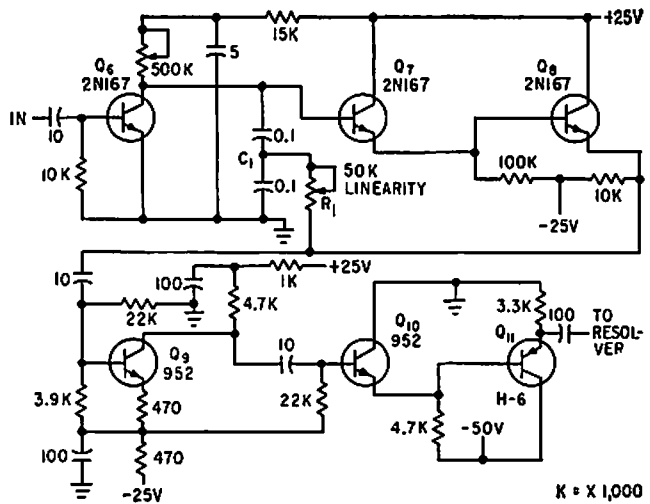 +25V
15K
Q6
2N167
500K
5
Q7
2N167
Q8
2N167
IN
10
0.1
C1
0.1
50K
LINEARITY
R1
10K
100K
10K
-25V
10
100
1K
+25V
22K
4.7K
3.3K
100
TO
RESOL-
VER
Q9
952
10
Q10
952
Q11
H-6
3.9K
470
22K
4.7K
-50V
100
470
-25V
K = X 1,000